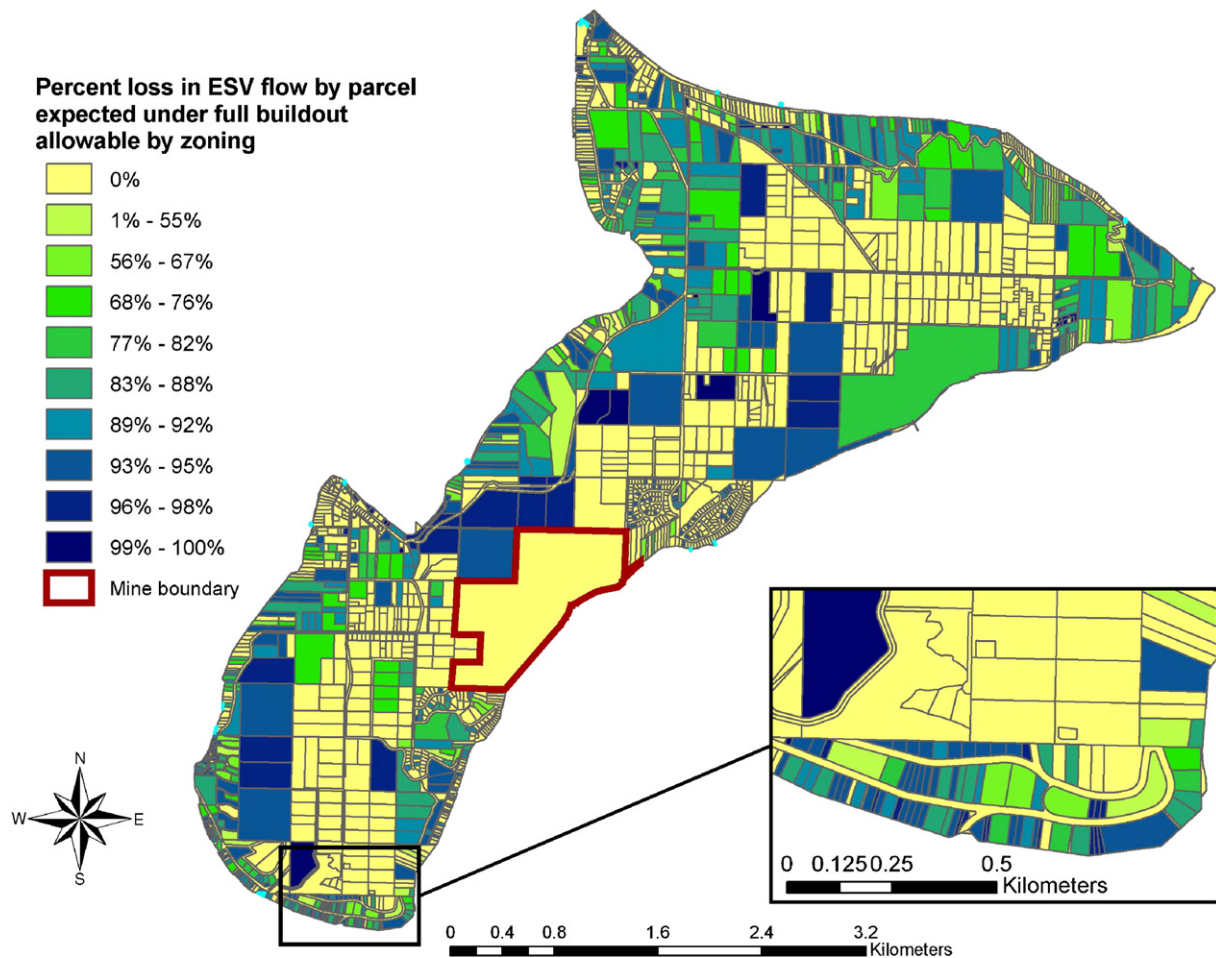 Percent loss in ESV flow by parcel
expected under full buildout
allowable by zoning
0%
1% - 55%
56% - 67%
68% - 76%
77% - 82%
83% - 88%
89% - 92%
93% - 95%
96% - 98%
99% - 100%
Mine boundary
N
W E
S
0 0.125 0.25 0.5
Kilometers
0 0.4 0.8 1.6 2.4 3.2
Kilometers